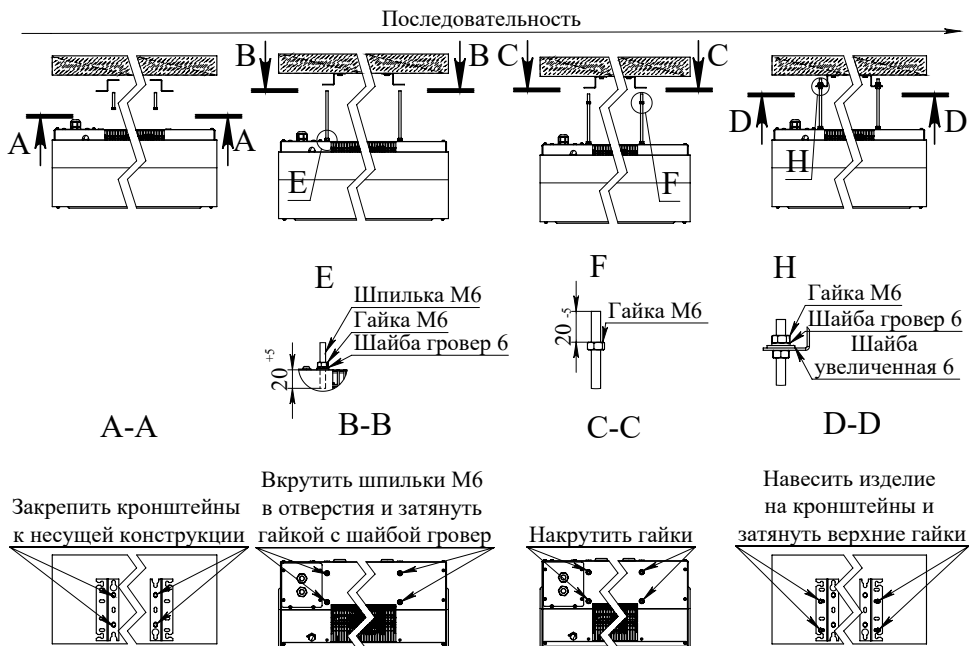 Последовательность
A
A
B
B
E
C
C
F
D
D
H
E
Шпилька М6
Гайка М6
Шайба гровер 6
20 +5
F
Гайка М6
20 -5
H
Гайка М6
Шайба гровер 6
Шайба
увеличенная 6
A-A
B-B
C-C
D-D
Закрепить кронштейны
к несущей конструкции
Вкрутить шпильки М6
в отверстия и затянуть
гайкой с шайбой гровер
Накрутить гайки
Навесить изделие
на кронштейны и
затянуть верхние гайки